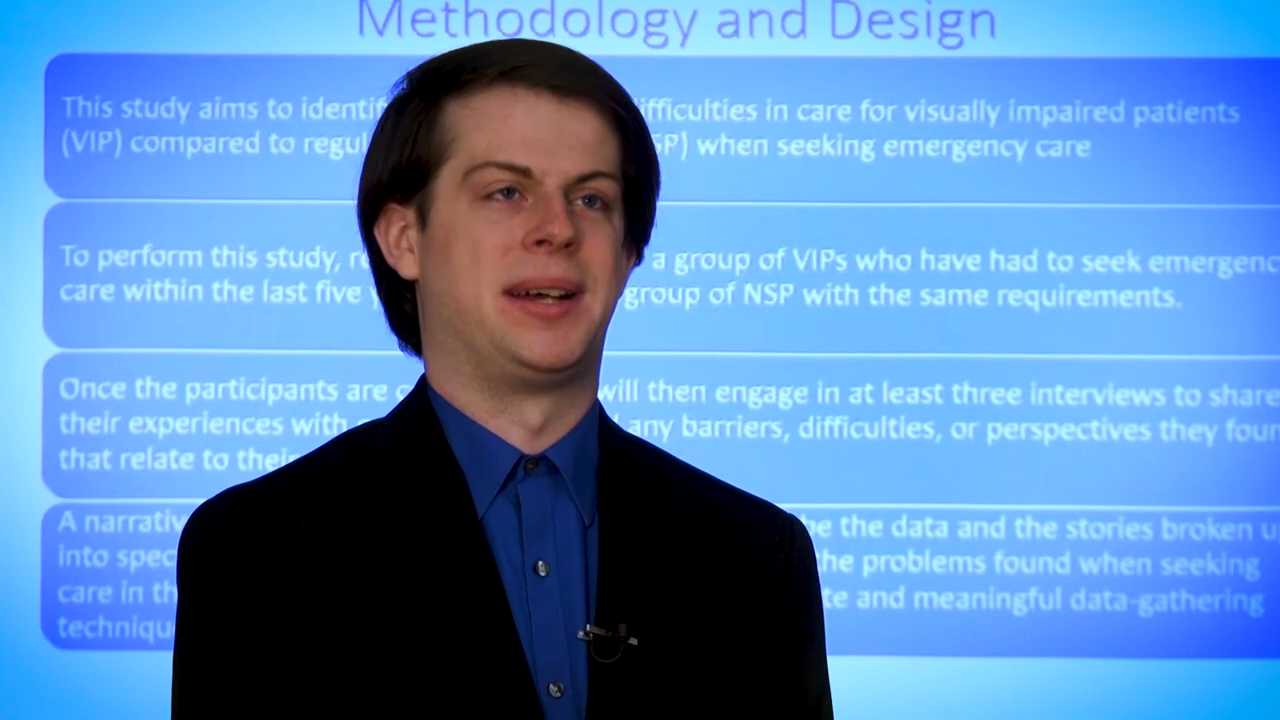 Methodology and Design
This study aims to identif ifficulties in care for visually impaired patients
(VIP) compared to regul SP) when seeking emergency care
To perform this study, r a group of VIPs who have had to seek emergenc
care within the last five group of NSP with the same requirements.
Once the participants are will then engage in at least three interviews to share
their experiences with any barriers, difficulties, or perspectives they foun
that relate to their
A narrativ be the data and the stories broken u
into spec the problems found when seeking
care in th te and meaningful data-gathering
techniqu